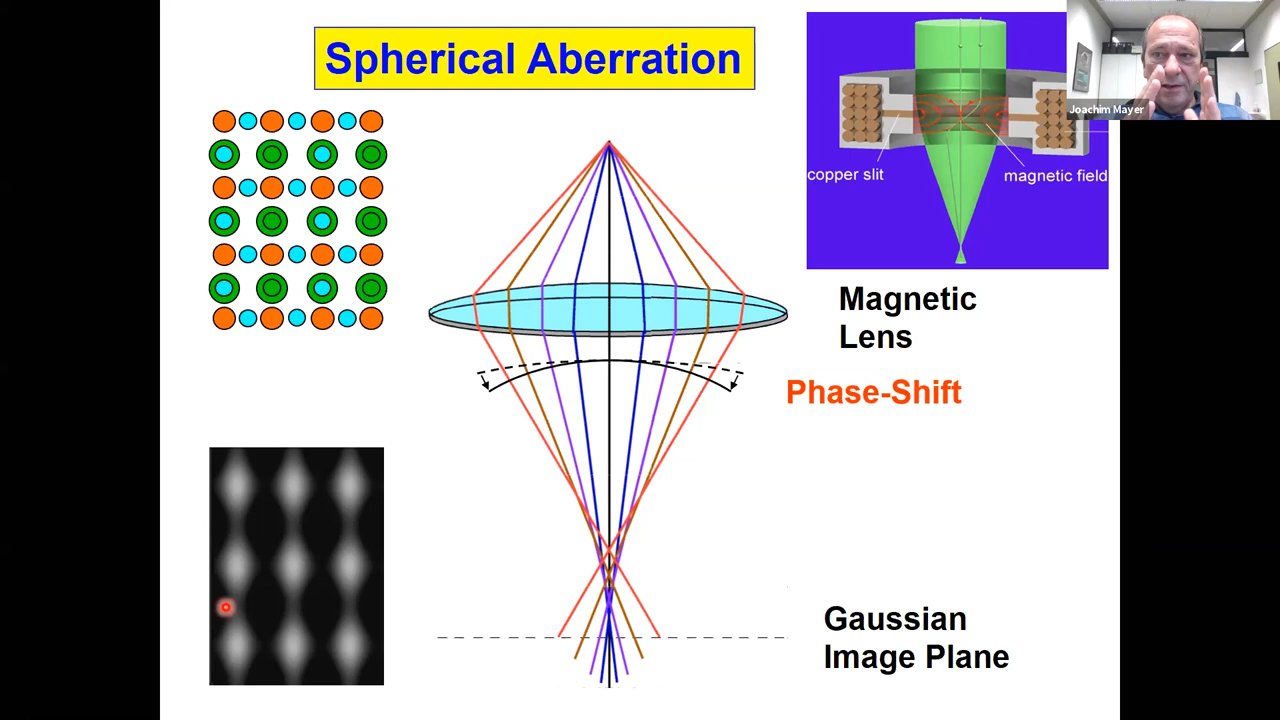 Spherical Aberration
Joachim Mayer
copper slit
magnetic field
Magnetic
Lens
Phase-Shift
Gaussian
Image Plane